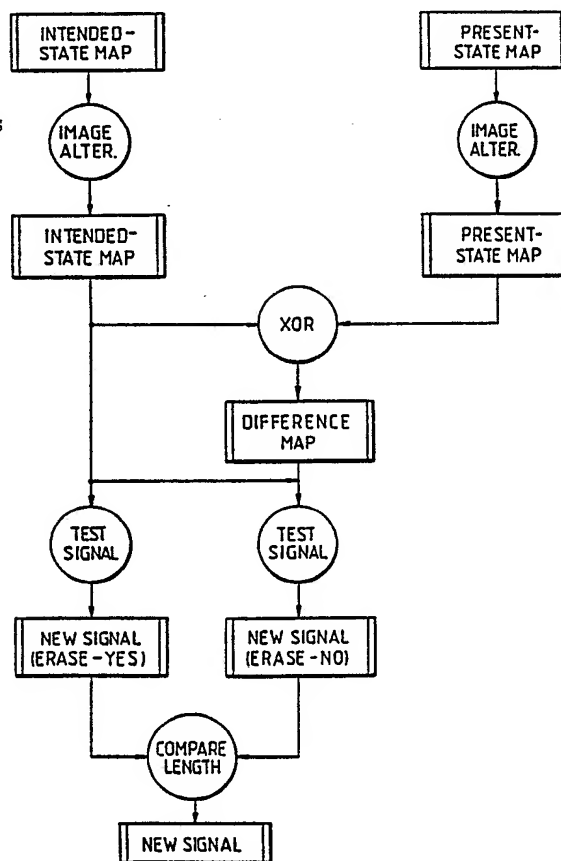 INTENDED-
STATE MAP
PRESENT-
STATE MAP
IMAGE
ALTER.
IMAGE
ALTER.
INTENDED-
STATE MAP
PRESENT-
STATE MAP
XOR
DIFFERENCE
MAP
TEST
SIGNAL
TEST
SIGNAL
NEW SIGNAL
(ERASE-YES)
NEW SIGNAL
(ERASE-NO)
COMPARE
LENGTH
NEW SIGNAL